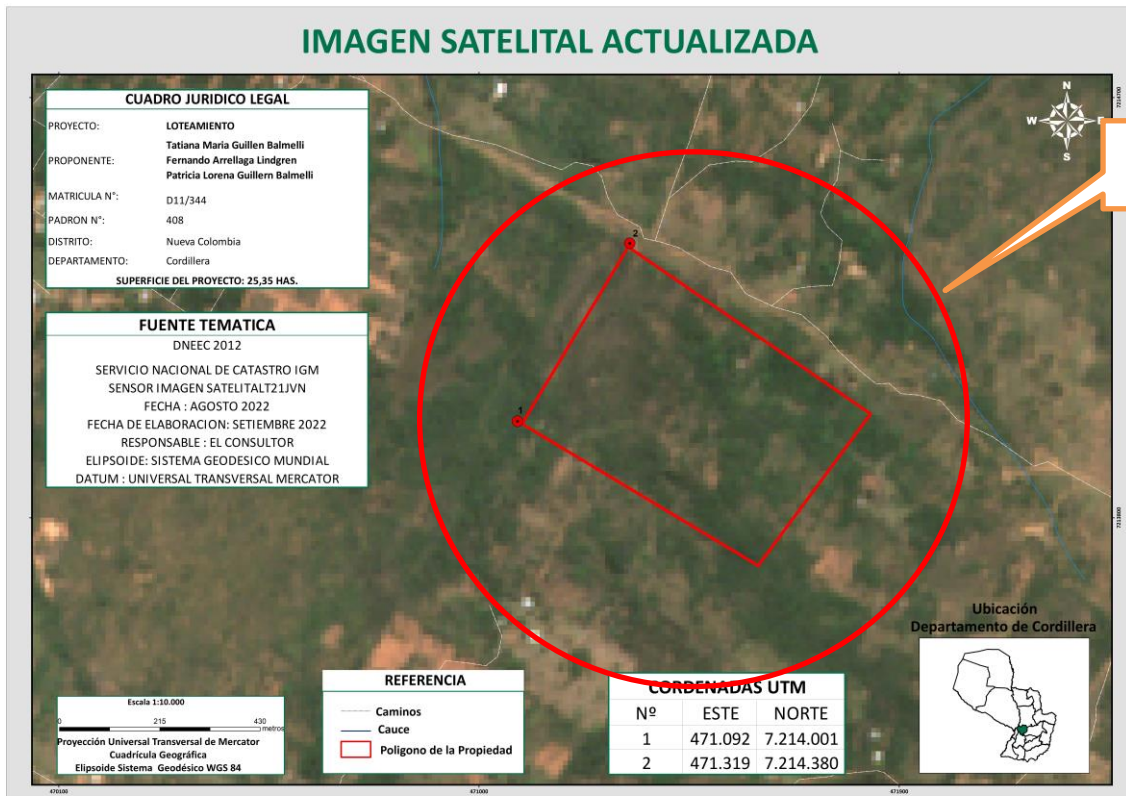 IMAGEN SATELITAL ACTUALIZADA
CUADRO JURIDICO LEGAL
PROYECTO: LOTEAMIENTO
PROPONENTE: Tatiana Maria Guillen Balmelli
Fernando Arrellaga Lindgren
Patricia Lorena Guillern Balmelli
MATRICULA N°: D11/344
PADRON N°: 408
DISTRITO: Nueva Colombia
DEPARTAMENTO: Cordillera
SUPERFICIE DEL PROYECTO: 25,35 HAS.
FUENTE TEMATICA
DNEEC 2012
SERVICIO NACIONAL DE CATASTRO IGM
SENSOR IMAGEN SATELITALT21JVN
FECHA : AGOSTO 2022
FECHA DE ELABORACION: SETIEMBRE 2022
RESPONSABLE : EL CONSULTOR
ELIPSOIDE: SISTEMA GEODESICO MUNDIAL
DATUM : UNIVERSAL TRANSVERSAL MERCATOR
N
W E
S
7214700
2
1
7213800
Escala 1:10.000
0 215 430
metros
Proyección Universal Transversal de Mercator
Cuadrícula Geográfica
Elipsoide Sistema Geodésico WGS 84
REFERENCIA
Caminos
Cauce
Poligono de la Propiedad
CORDENADAS UTM
Nº ESTE NORTE
1 471.092 7.214.001
2 471.319 7.214.380
Ubicación
Departamento de Cordillera
470100 471000 471900